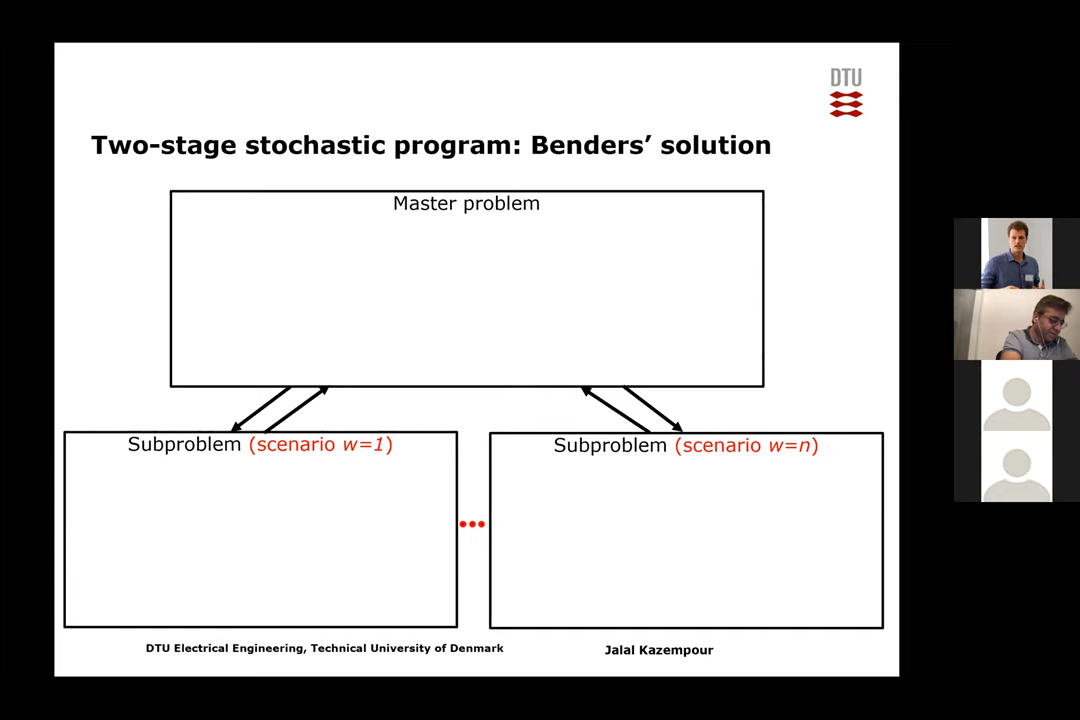 DTU
Two-stage stochastic program: Benders’ solution
Master problem
Subproblem (scenario w=1)
Subproblem (scenario w=n)
DTU Electrical Engineering, Technical University of Denmark
Jalal Kazempour